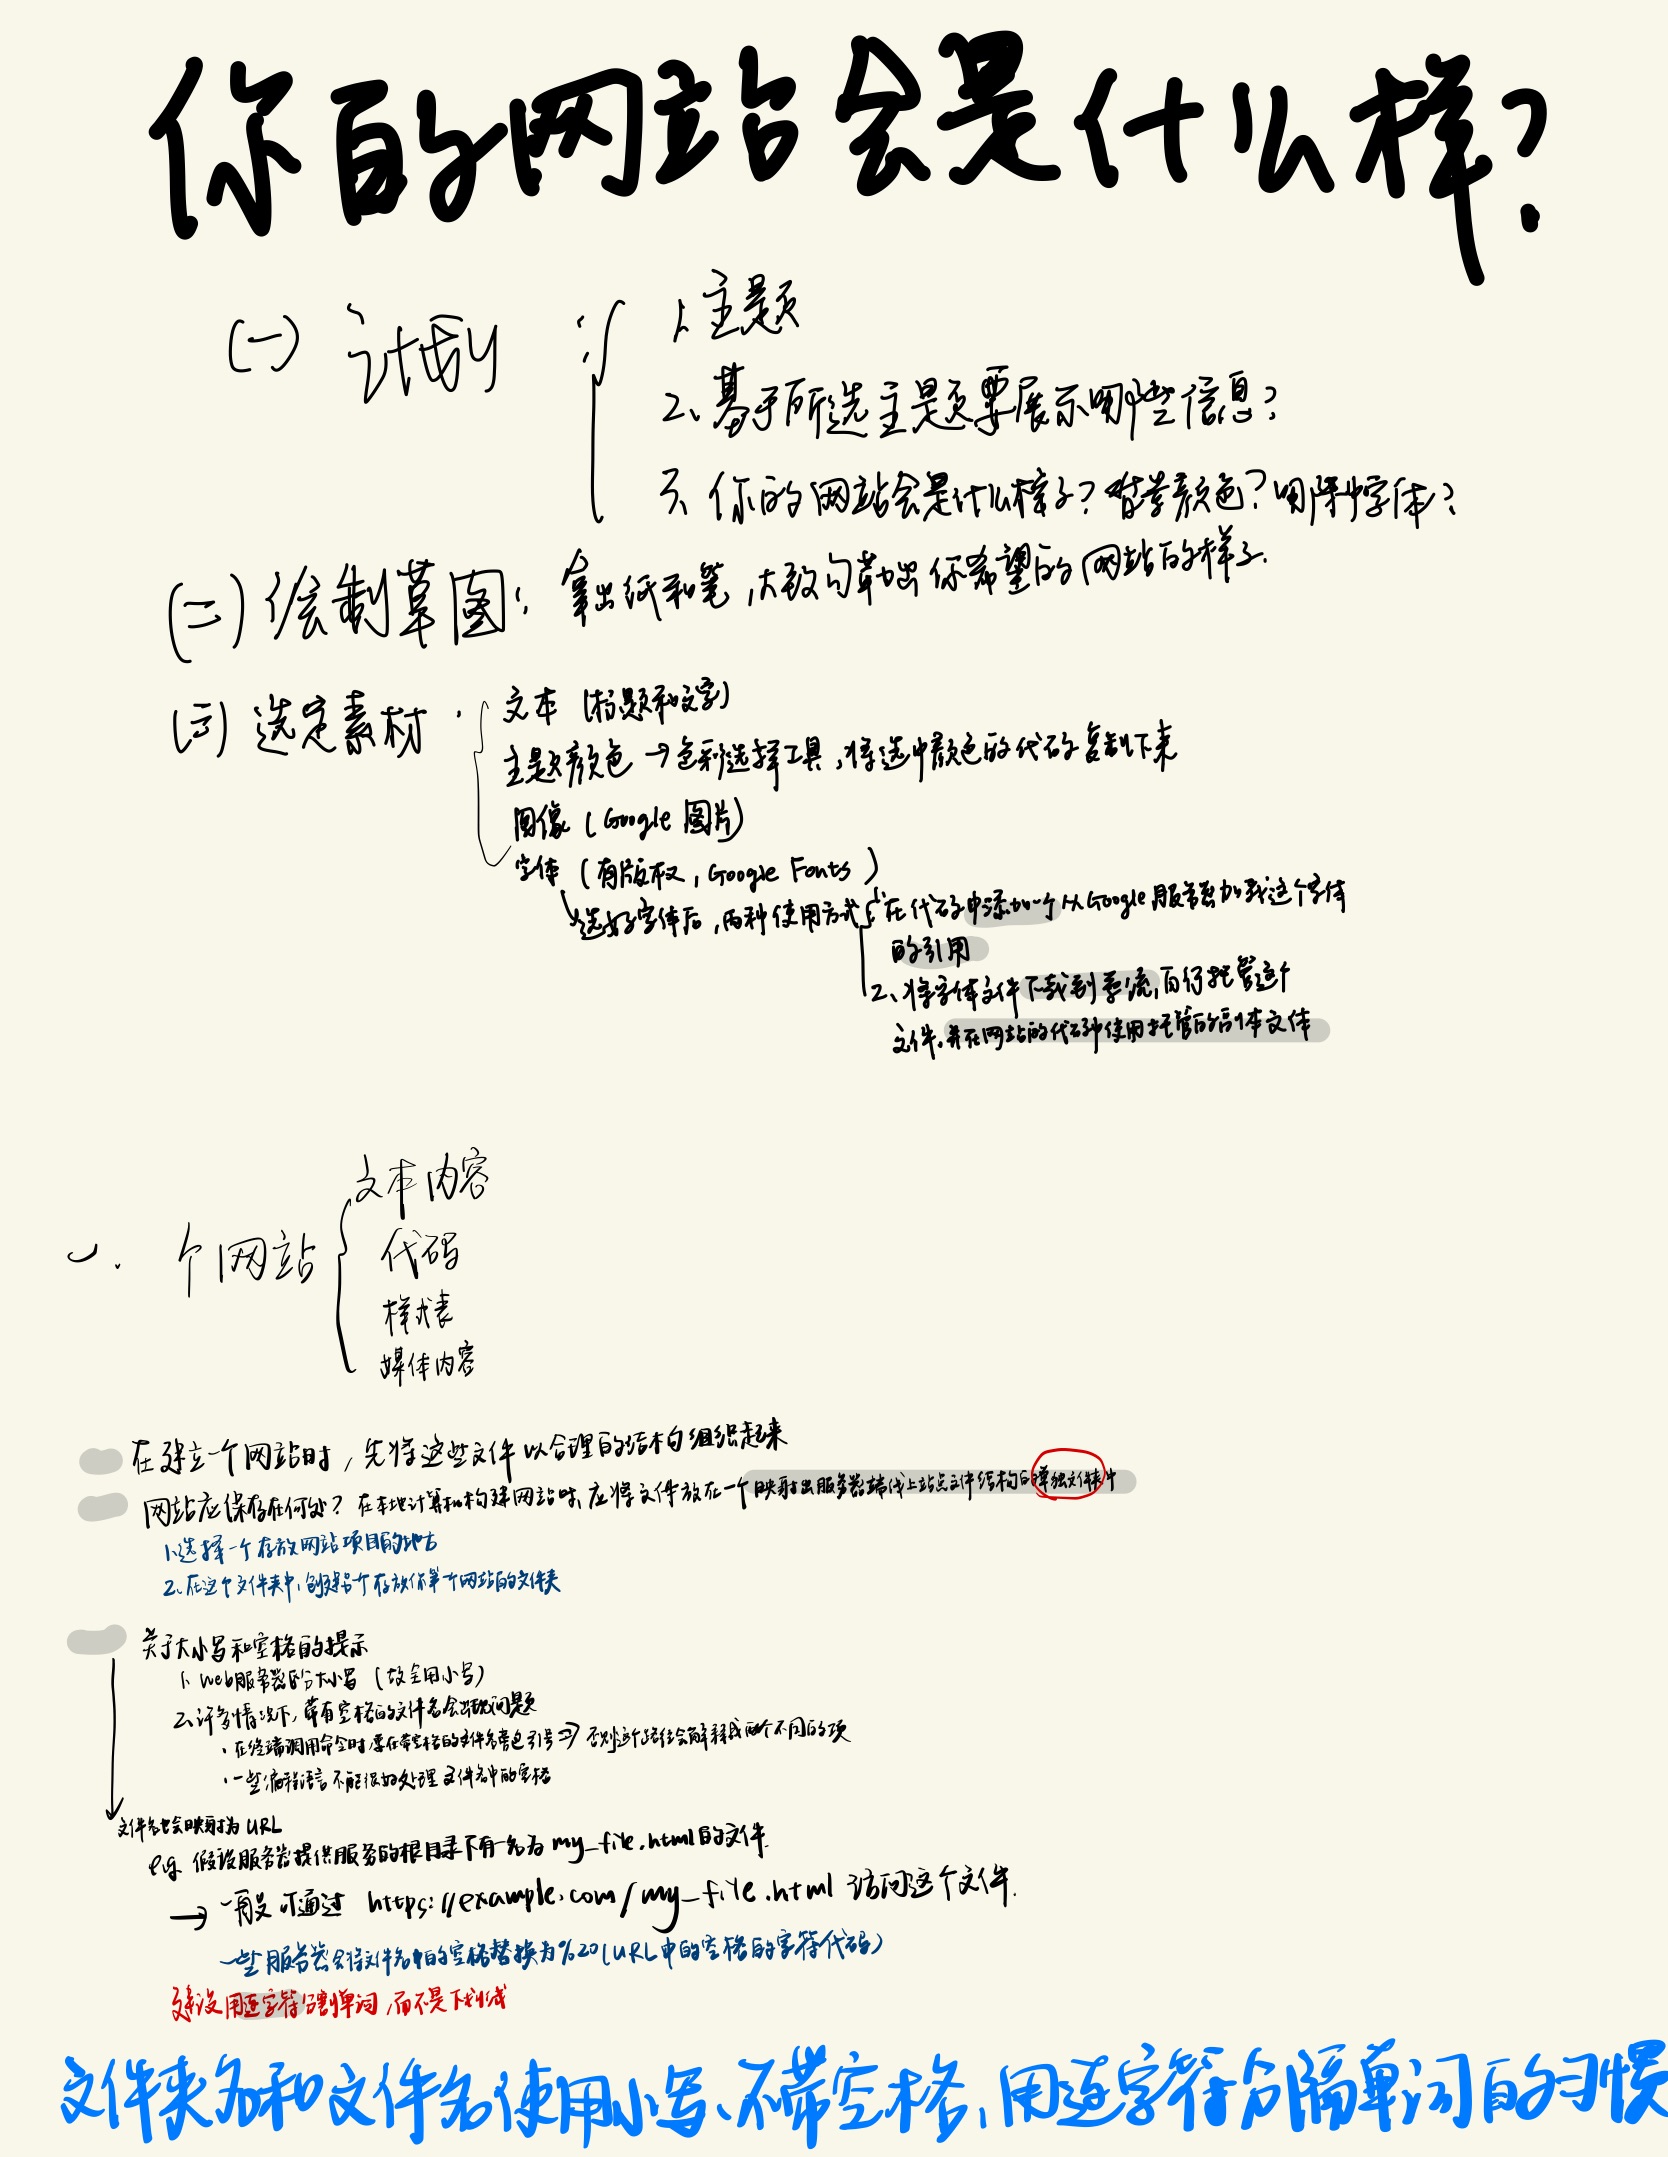 你的网站会是什么样?
(一) 计划:
1、主题
2、基于所选主题要展示哪些信息?
3、你的网站会是什么样子?背景颜色?用哪种字体?
(二) 绘制草图: 拿出纸和笔,大致勾草出你希望的网站的样子.
(三) 选定素材:
文本 (标题和文字)
主题颜色 → 色彩选择工具,将选中颜色的代码复制下来
图像 (Google 图片)
字体 (有版权, Google Fonts)
选好字体后,两种使用方式
1、在代码中添加一个从Google服务器加载这个字体
的引用
2、将字体文件下载到系统,自行托管这个
文件,并在网站的代码中使用托管的副本文体
一. 个网站
文本内容
代码
样式表
媒体内容
在建立一个网站时,先将这些文件以合理的结构组织起来
网站应保存在何处? 在本地计算机构建网站时,应将文件放在一个映射出服务器端线上站点文件结构的单独文件夹中
1、选择一个存放网站项目的地方
2、在这个文件夹中,创建另一个存放你第一个网站的文件夹
关于大小写和空格的提示
1、Web服务器区分大小写 (故全用小写)
2、许多情况下,带有空格的文件名会出现问题
· 在终端调用命令时要在带空格的文件名旁包引号 => 否则这个路径会解释成两个不同的项
· 一些编程语言不能很好处理文件名中的空格
文件名也会映射为 URL
e.g. 假设服务器提供服务的根目录下有一名为 my_file.html的文件.
→ 一般可通过 https://example.com/my_file.html 访问这个文件.
一些服务器会将文件名中的空格替换为%20(URL中的空格的字符代码)
建议用连字符分割单词,而不是下划线
文件夹名和文件名使用小写、不带空格,用连字符分隔单词的习惯